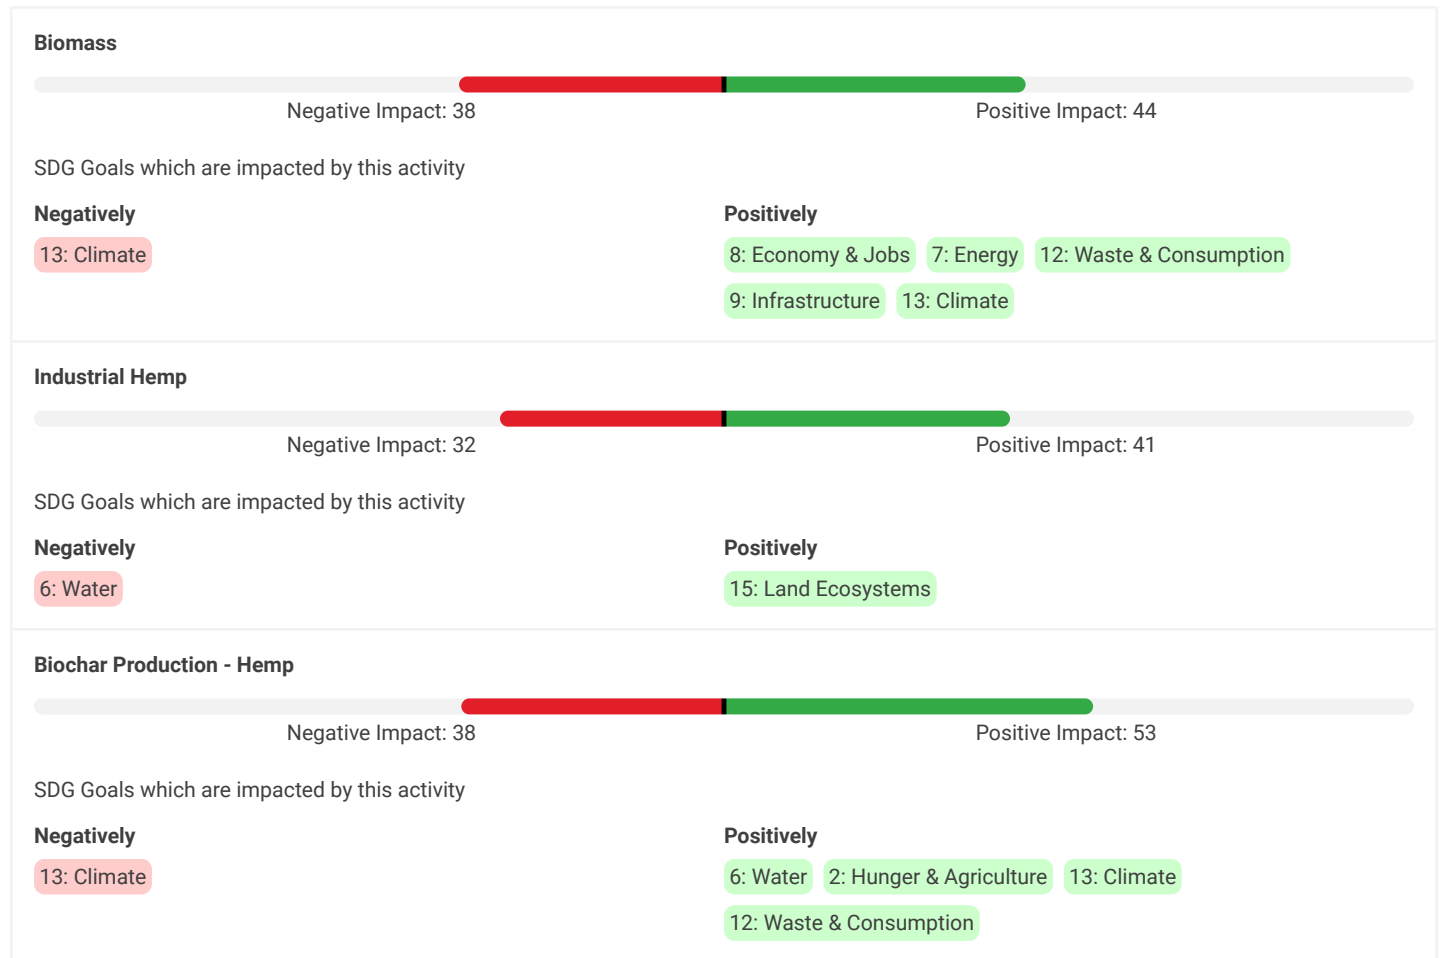 Biomass
Negative Impact: 38 Positive Impact: 44
SDG Goals which are impacted by this activity
Negatively Positively
13: Climate 8: Economy & Jobs 7: Energy 12: Waste & Consumption
9: Infrastructure 13: Climate
Industrial Hemp
Negative Impact: 32 Positive Impact: 41
SDG Goals which are impacted by this activity
Negatively Positively
6: Water 15: Land Ecosystems
Biochar Production - Hemp
Negative Impact: 38 Positive Impact: 53
SDG Goals which are impacted by this activity
Negatively Positively
13: Climate 6: Water 2: Hunger & Agriculture 13: Climate
12: Waste & Consumption